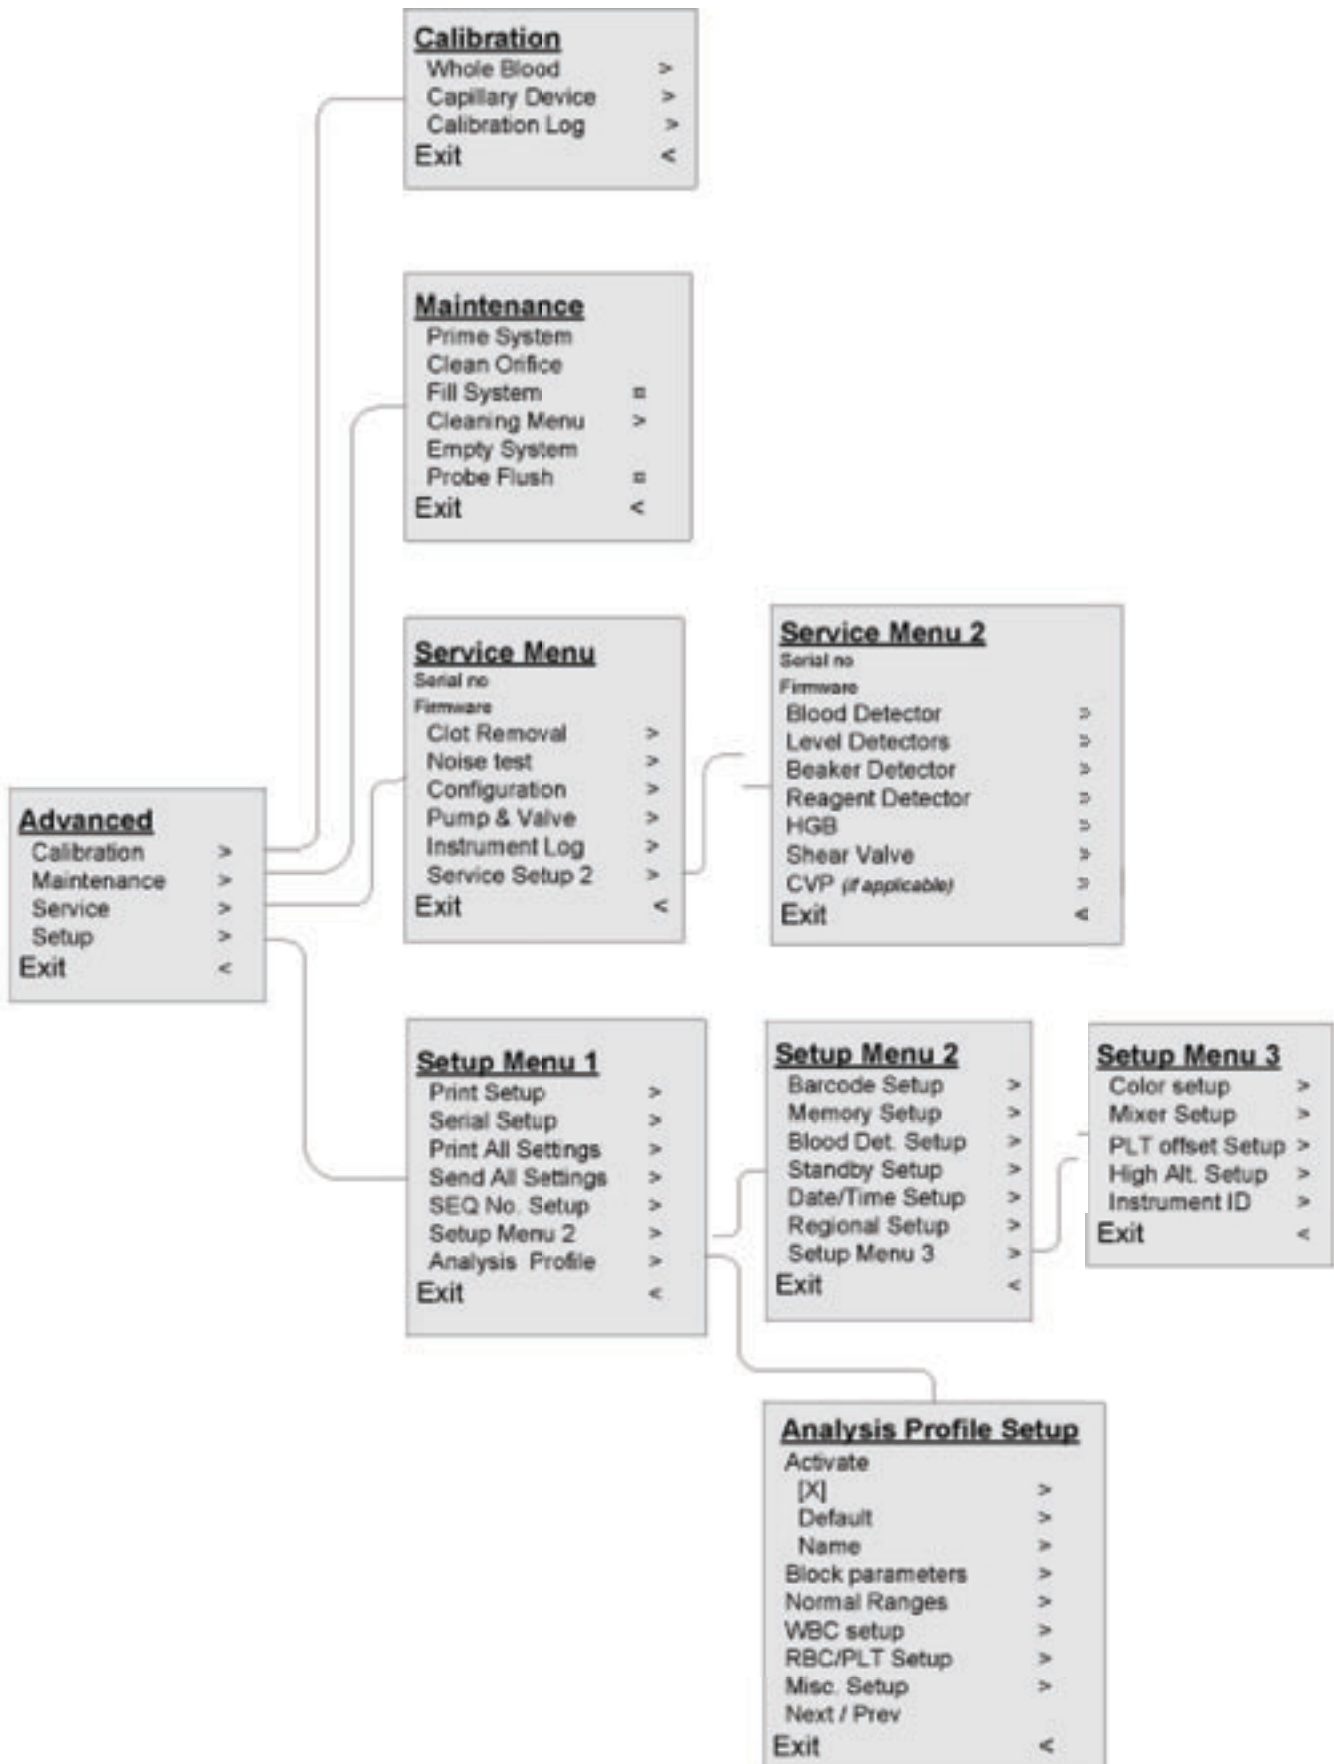 Calibration
Whole Blood >
Capillary Device >
Calibration Log >
Exit <
Maintenance
Prime System
Clean Orifice
Fill System ¤
Cleaning Menu >
Empty System
Probe Flush ¤
Exit <
Service Menu
Serial no
Firmware
Clot Removal >
Noise test >
Configuration >
Pump & Valve >
Instrument Log >
Service Setup 2 >
Exit <
Service Menu 2
Serial no
Firmware
Blood Detector >
Level Detectors >
Beaker Detector >
Reagent Detector >
HGB >
Shear Valve >
CVP (if applicable) >
Exit <
Advanced
Calibration >
Maintenance >
Service >
Setup >
Exit <
Setup Menu 1
Print Setup >
Serial Setup >
Print All Settings >
Send All Settings >
SEQ No. Setup >
Setup Menu 2 >
Analysis Profile >
Exit <
Setup Menu 2
Barcode Setup >
Memory Setup >
Blood Det. Setup >
Standby Setup >
Date/Time Setup >
Regional Setup >
Setup Menu 3 >
Exit <
Setup Menu 3
Color setup >
Mixer Setup >
PLT offset Setup >
High Alt. Setup >
Instrument ID >
Exit <
Analysis Profile Setup
Activate
[X] >
Default >
Name >
Block parameters >
Normal Ranges >
WBC setup >
RBC/PLT Setup >
Misc. Setup >
Next / Prev
Exit <